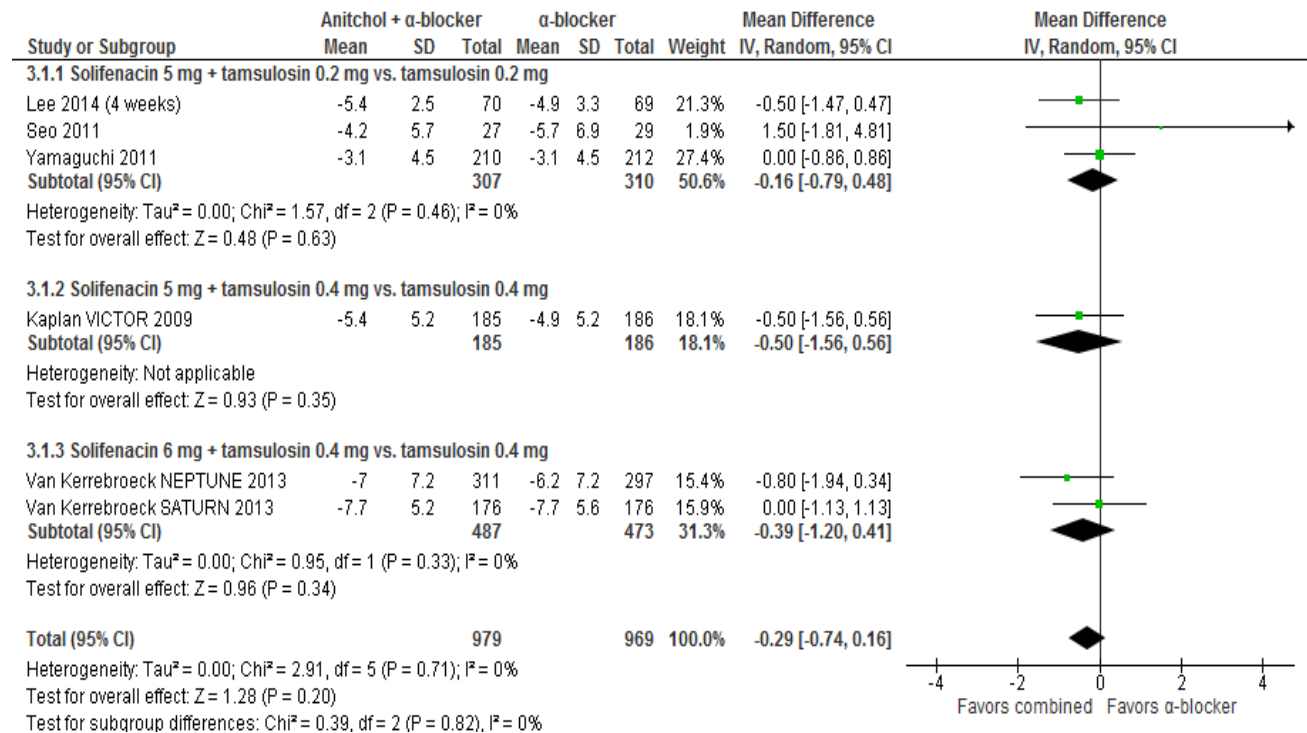 Anitchol + α-blocker α-blocker Mean Difference Mean Difference
Study or Subgroup Mean SD Total Mean SD Total Weight IV, Random, 95% CI IV, Random, 95% CI
3.1.1 Solifenacin 5 mg + tamsulosin 0.2 mg vs. tamsulosin 0.2 mg
Lee 2014 (4 weeks) -5.4 2.5 70 -4.9 3.3 69 21.3% -0.50 [-1.47, 0.47]
Seo 2011 -4.2 5.7 27 -5.7 6.9 29 1.9% 1.50 [-1.81, 4.81]
Yamaguchi 2011 -3.1 4.5 210 -3.1 4.5 212 27.4% 0.00 [-0.86, 0.86]
Subtotal (95% CI) 307 310 50.6% -0.16 [-0.79, 0.48]
Heterogeneity: Tau² = 0.00; Chi² = 1.57, df = 2 (P = 0.46); I² = 0%
Test for overall effect: Z = 0.48 (P = 0.63)
3.1.2 Solifenacin 5 mg + tamsulosin 0.4 mg vs. tamsulosin 0.4 mg
Kaplan VICTOR 2009 -5.4 5.2 185 -4.9 5.2 186 18.1% -0.50 [-1.56, 0.56]
Subtotal (95% CI) 185 186 18.1% -0.50 [-1.56, 0.56]
Heterogeneity: Not applicable
Test for overall effect: Z = 0.93 (P = 0.35)
3.1.3 Solifenacin 6 mg + tamsulosin 0.4 mg vs. tamsulosin 0.4 mg
Van Kerrebroeck NEPTUNE 2013 -7 7.2 311 -6.2 7.2 297 15.4% -0.80 [-1.94, 0.34]
Van Kerrebroeck SATURN 2013 -7.7 5.2 176 -7.7 5.6 176 15.9% 0.00 [-1.13, 1.13]
Subtotal (95% CI) 487 473 31.3% -0.39 [-1.20, 0.41]
Heterogeneity: Tau² = 0.00; Chi² = 0.95, df = 1 (P = 0.33); I² = 0%
Test for overall effect: Z = 0.96 (P = 0.34)
Total (95% CI) 979 969 100.0% -0.29 [-0.74, 0.16]
Heterogeneity: Tau² = 0.00; Chi² = 2.91, df = 5 (P = 0.71); I² = 0%
Test for overall effect: Z = 1.28 (P = 0.20)
Test for subgroup differences: Chi² = 0.39, df = 2 (P = 0.82), I² = 0%
-4 -2 0 2 4
Favors combined Favors α-blocker